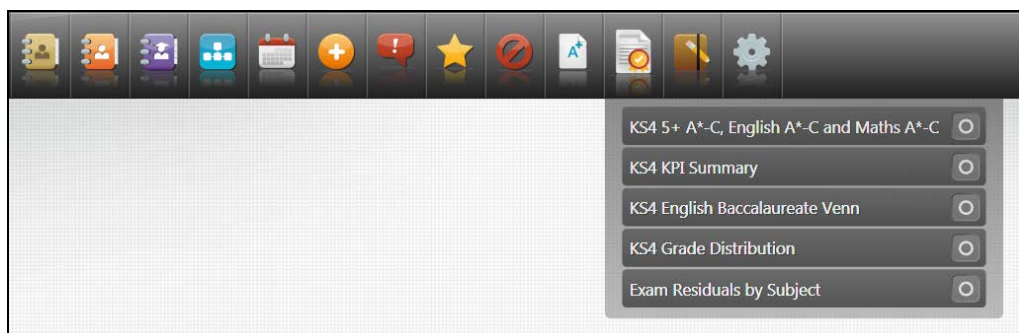 A+
KS4 5+ A*-C, English A*-C and Maths A*-C
KS4 KPI Summary
KS4 English Baccalaureate Venn
KS4 Grade Distribution
Exam Residuals by Subject